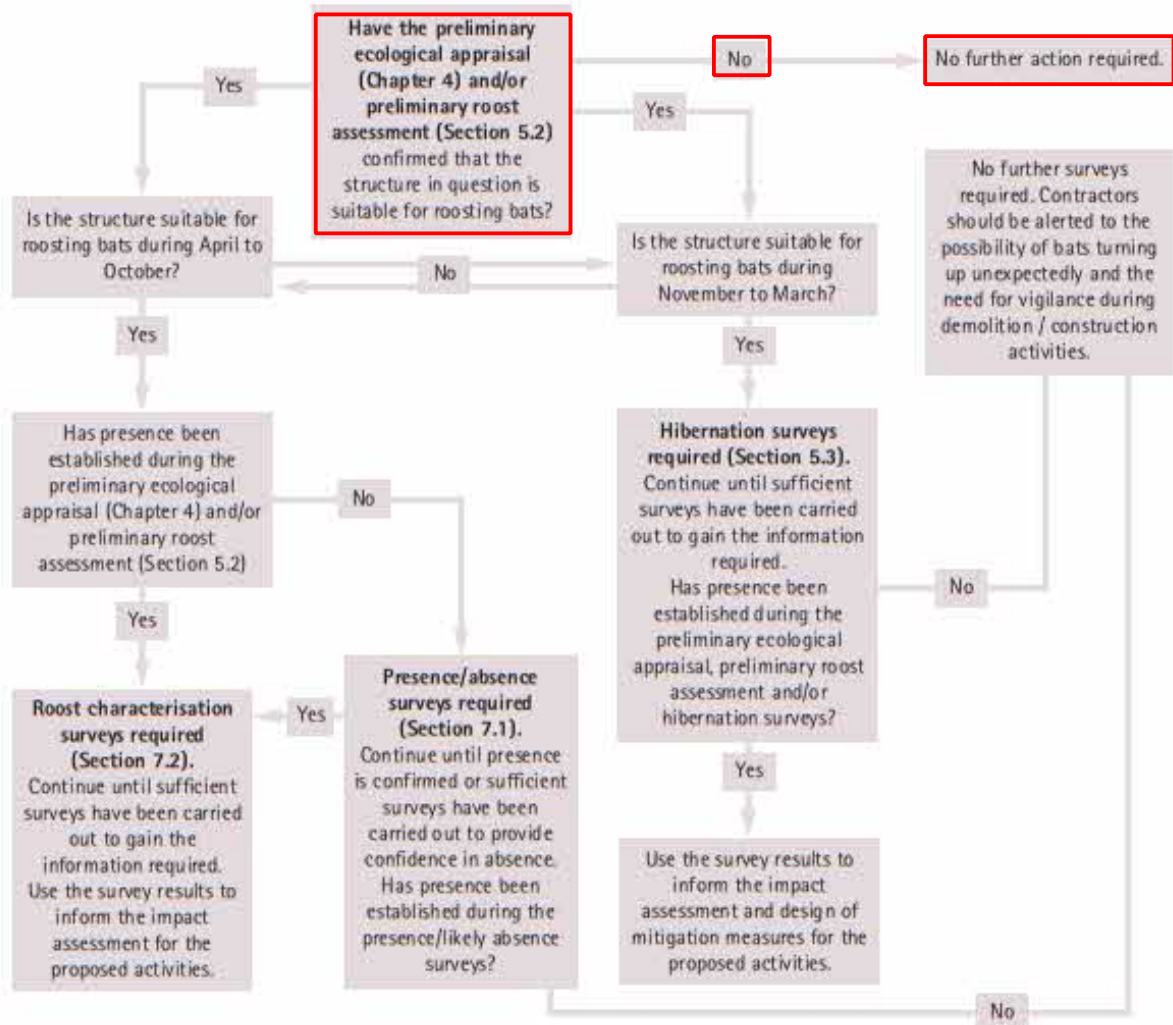 Have the preliminary
ecological appraisal
(Chapter 4) and/or
preliminary roost
assessment (Section 5.2)
confirmed that the
structure in question is
suitable for roosting bats?
No
No further action required.
Yes
Yes
Is the structure suitable for
roosting bats during April to
October?
No
Is the structure suitable for
roosting bats during
November to March?
No further surveys
required. Contractors
should be alerted to the
possibility of bats turning
up unexpectedly and the
need for vigilance during
demolition / construction
activities.
Yes
Yes
Has presence been
established during the
preliminary ecological
appraisal (Chapter 4) and/or
preliminary roost
assessment (Section 5.2)
No
Hibernation surveys
required (Section 5.3).
Continue until sufficient
surveys have been carried
out to gain the information
required.
Has presence been
established during the
preliminary ecological
appraisal, preliminary roost
assessment and/or
hibernation surveys?
No
Yes
Roost characterisation
surveys required
(Section 7.2).
Continue until sufficient
surveys have been carried
out to gain the
information required.
Use the survey results to
inform the impact
assessment for the
proposed activities.
Yes
Presence/absence
surveys required
(Section 7.1).
Continue until presence
is confirmed or sufficient
surveys have been
carried out to provide
confidence in absence.
Has presence been
established during the
presence/likely absence
surveys?
Yes
Use the survey results to
inform the impact
assessment and design of
mitigation measures for the
proposed activities.
No